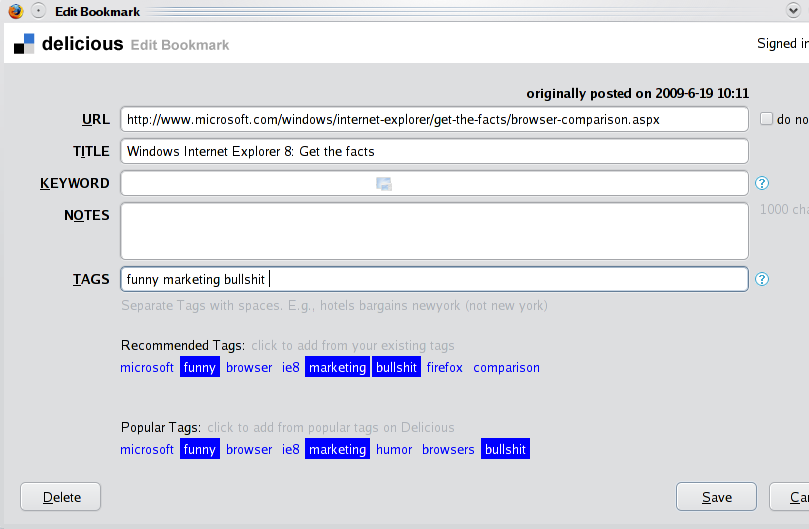 Edit Bookmark
delicious Edit Bookmark
Signed in
originally posted on 2009-6-19 10:11
URL http://www.microsoft.com/windows/internet-explorer/get-the-facts/browser-comparison.aspx do no
TITLE Windows Internet Explorer 8: Get the facts
KEYWORD ?
NOTES 1000 cha
TAGS funny marketing bullshit ?
Separate Tags with spaces. E.g., hotels bargains newyork (not new york)
Recommended Tags: click to add from your existing tags
microsoft funny browser ie8 marketing bullshit firefox comparison
Popular Tags: click to add from popular tags on Delicious
microsoft funny browser ie8 marketing humor browsers bullshit
Delete Save Can